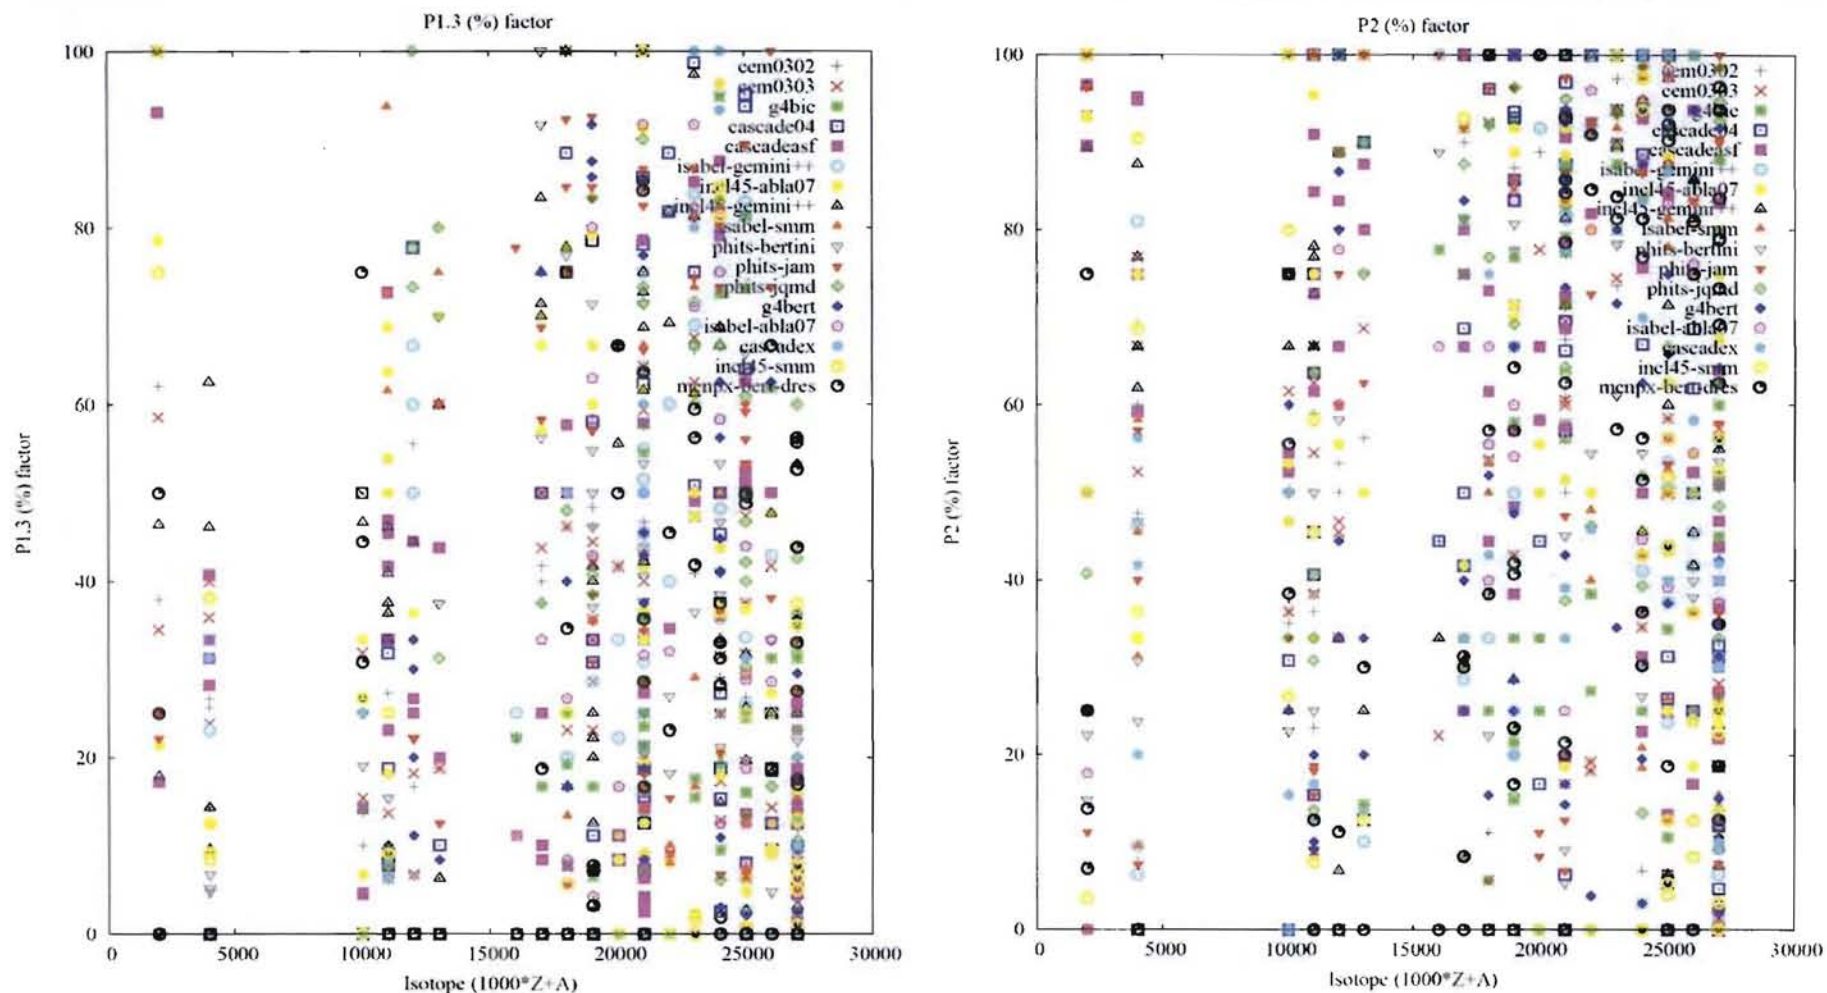 P1.3 (%) factor
100
80
60
40
20
0
P1.3 (%) factor
0
5000
10000
15000
20000
25000
30000
Isotope (1000*Z+A)
cem0302
cem0303
g4bic
cascade04
cascadeasf
isabel-gemini++
incl45-abla07
incl45-gemini++
isabel-smm
phits-bertini
phits-jam
phits-jqmd
g4bert
isabel-abla07
cascadex
incl45-smm
mcnpx-bert-dres
P2 (%) factor
100
80
60
40
20
0
P2 (%) factor
0
5000
10000
15000
20000
25000
30000
Isotope (1000*Z+A)
cem0302
cem0303
g4bic
cascade04
cascadeasf
isabel-gemini++
incl45-abla07
incl45-gemini++
isabel-smm
phits-bertini
phits-jam
phits-jqmd
g4bert
isabel-abla07
cascadex
incl45-smm
mcnpx-bert-dres